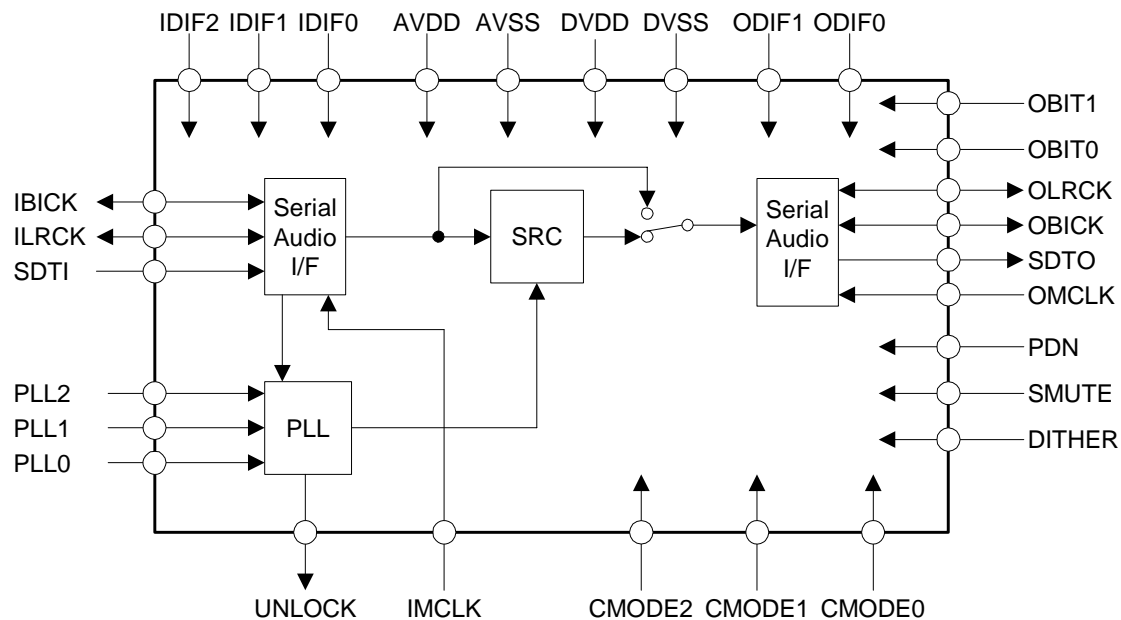 IDIF2 IDIF1 IDIF0 AVDD AVSS DVDD DVSS ODIF1 ODIF0
OBIT1
OBIT0
IBICK
ILRCK
SDTI
Serial
Audio
I/F
SRC
Serial
Audio
I/F
OLRCK
OBICK
SDTO
OMCLK
PDN
SMUTE
DITHER
PLL2
PLL1
PLL0
PLL
UNLOCK IMCLK CMODE2 CMODE1 CMODE0